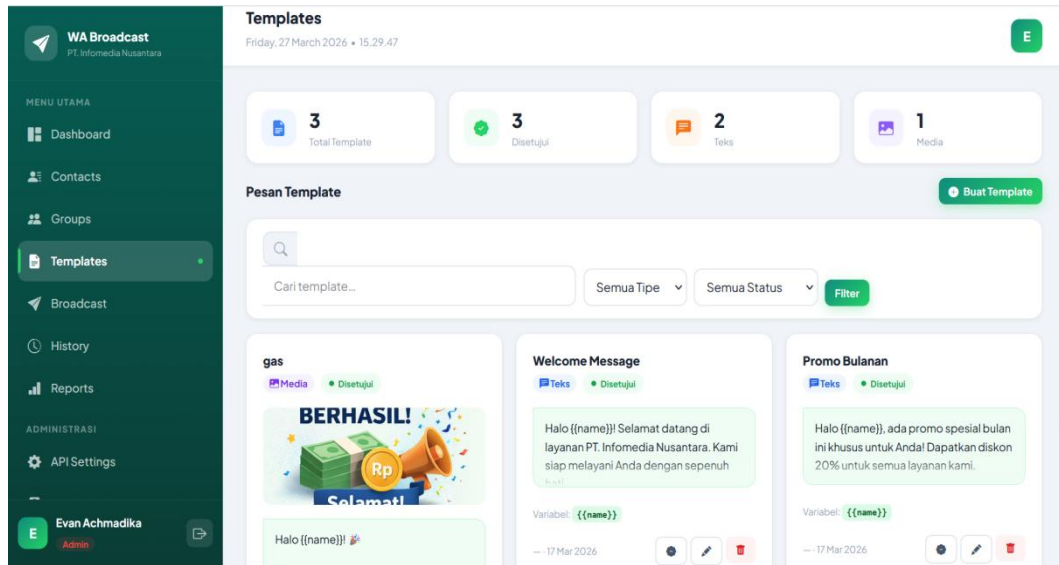 WA Broadcast
PT. Infomedia Nusantara
MENU UTAMA
Dashboard
Contacts
Groups
Templates
Broadcast
History
Reports
ADMINISTRASI
API Settings
E
Evan Achmadika
Admin
Templates
Friday, 27 March 2026 • 15.29.47
E
3
Total Template
3
Disetujui
2
Teks
1
Media
Pesan Template
Buat Template
Cari template...
Semua Tipe
Semua Status
Filter
gas
Media • Disetujui
BERHASIL!
Rp
Selamat!
Halo {{name}}! 🎉
Welcome Message
Teks • Disetujui
Halo {{name}}! Selamat datang di
layanan PT. Infomedia Nusantara. Kami
siap melayani Anda dengan sepenuh
Variabel: {{name}}
— · 17 Mar 2026
Promo Bulanan
Teks • Disetujui
Halo {{name}}, ada promo spesial bulan
ini khusus untuk Anda! Dapatkan diskon
20% untuk semua layanan kami.
Variabel: {{name}}
— · 17 Mar 2026